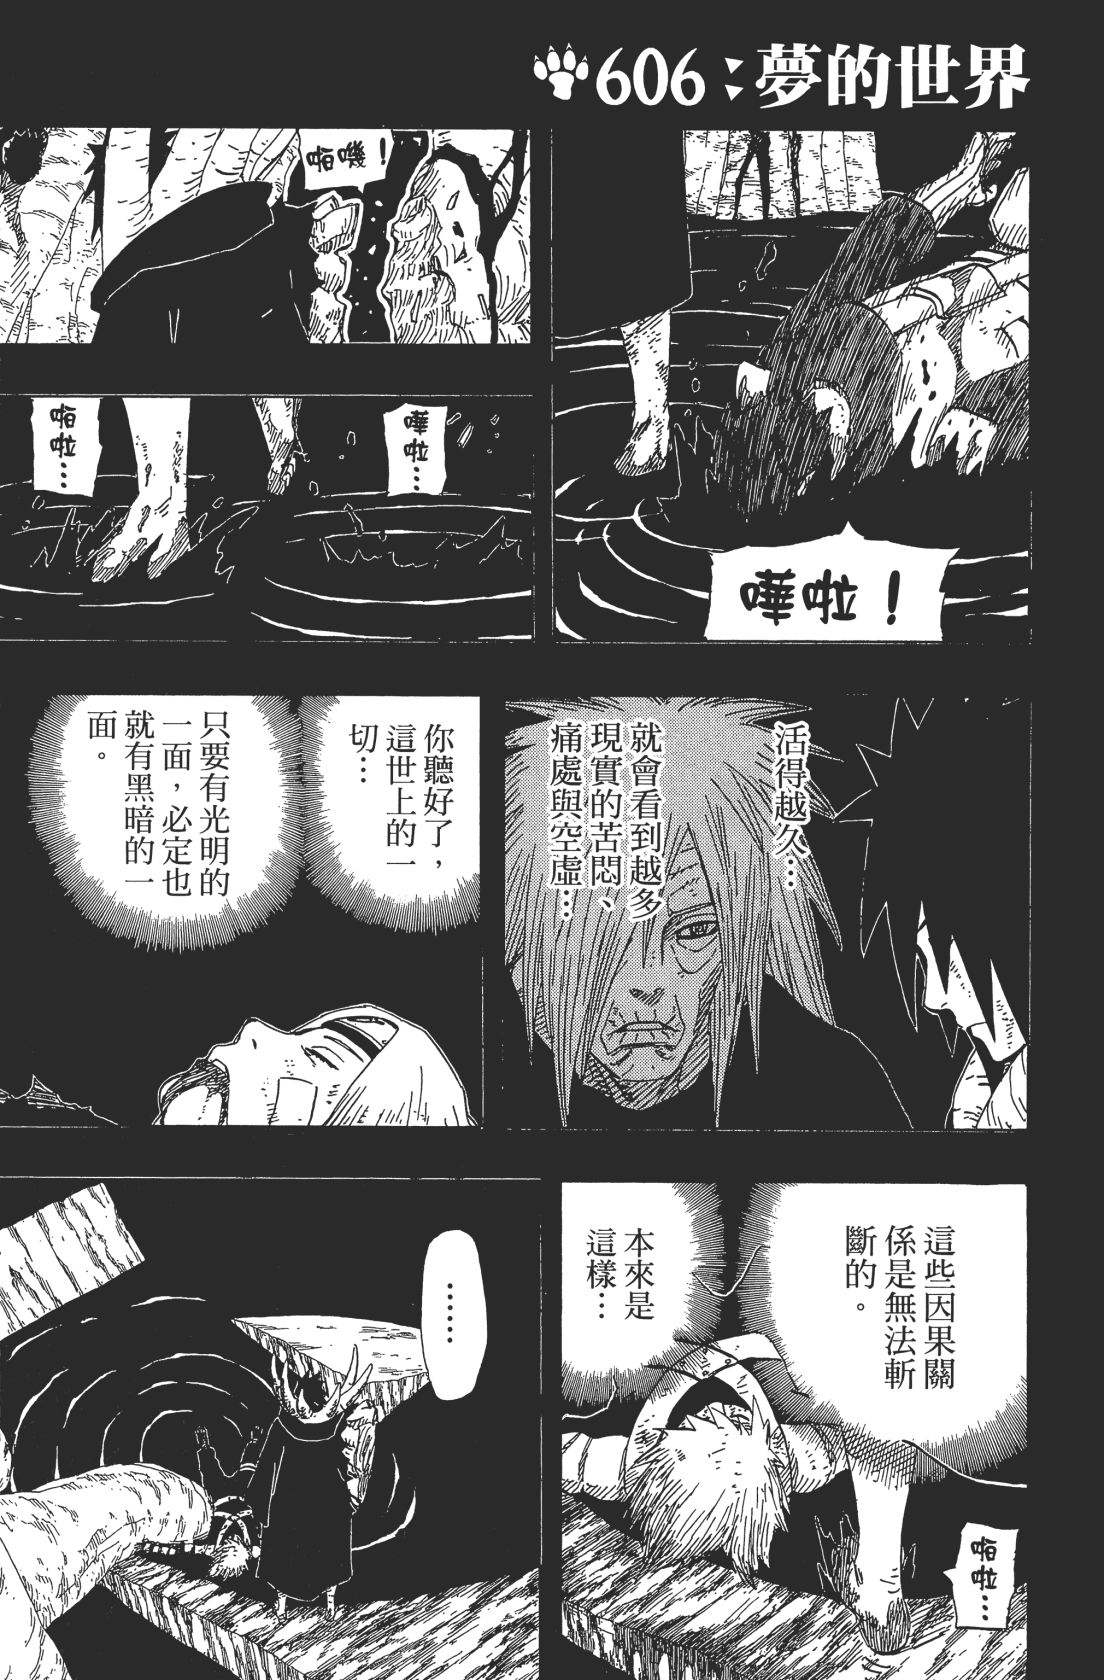 606：夢的世界
嘩啦！
啪嘰！
嘩啦…
啪啦…
活得越久…
就會看到越多
現實的苦悶、
痛處與空虛…
你聽好了，
這世上的一
切…
只要有光明的
一面，必定也
就有黑暗的一
面。
這些因果關
係是無法斬
斷的。
本來是
這樣…
啪啦…
……